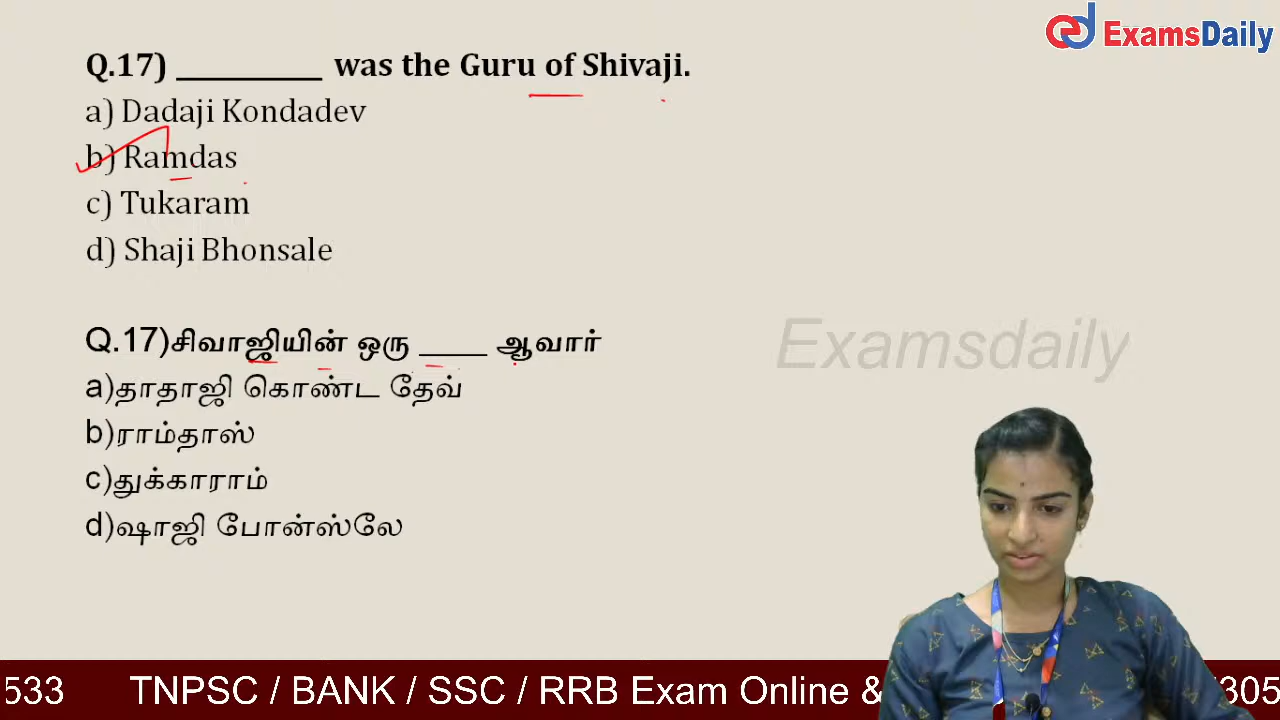 ExamsDaily
Q.17) ___________ was the Guru of Shivaji.
a) Dadaji Kondadev
b) Ramdas
c) Tukaram
d) Shaji Bhonsale
Q.17)சிவாஜியின் ஒரு _____ ஆவார்
a)தாதாஜி கொண்ட தேவ்
b)ராம்தாஸ்
c)துக்காராம்
d)ஷாஜி போன்ஸ்லே
Examsdaily
533 TNPSC / BANK / SSC / RRB Exam Online & 305